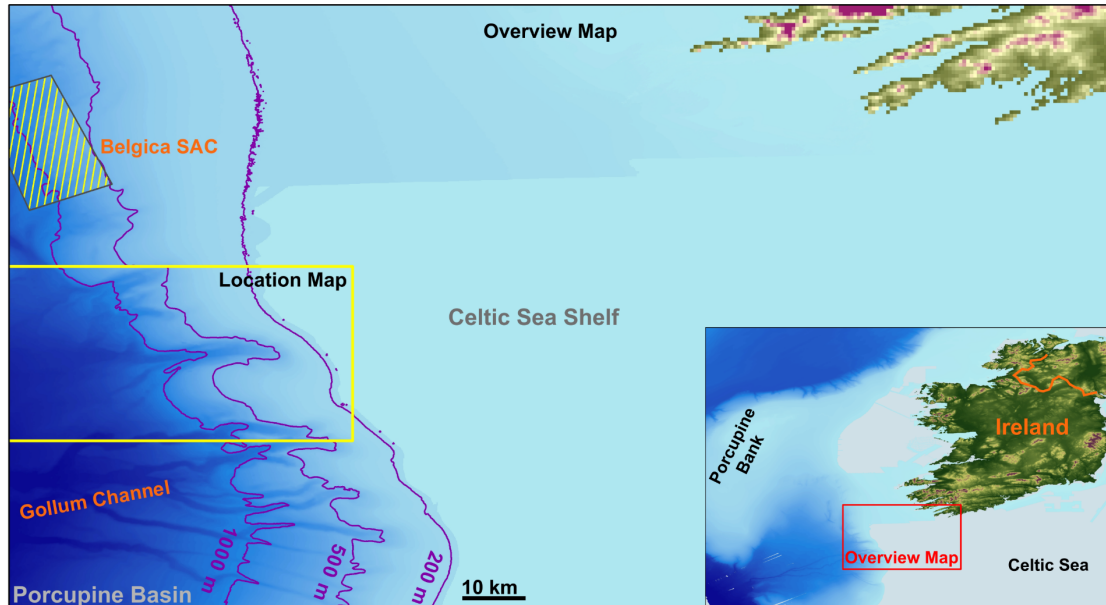 Overview Map
Belgica SAC
Location Map
Celtic Sea Shelf
Gollum Channel
1000 m
500 m
200 m
10 km
Porcupine Basin
Porcupine
Bank
Ireland
Overview Map
Celtic Sea